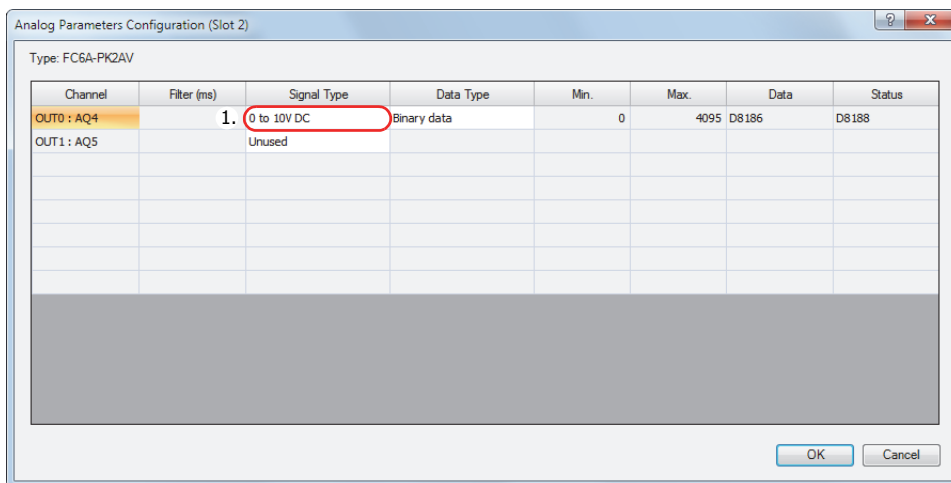 Analog Parameters Configuration (Slot 2)
Type: FC6A-PK2AV
Channel Filter (ms) Signal Type Data Type Min. Max. Data Status
OUT0 : AQ4 1. 0 to 10V DC Binary data 0 4095 D8186 D8188
OUT1 : AQ5 Unused
OK Cancel